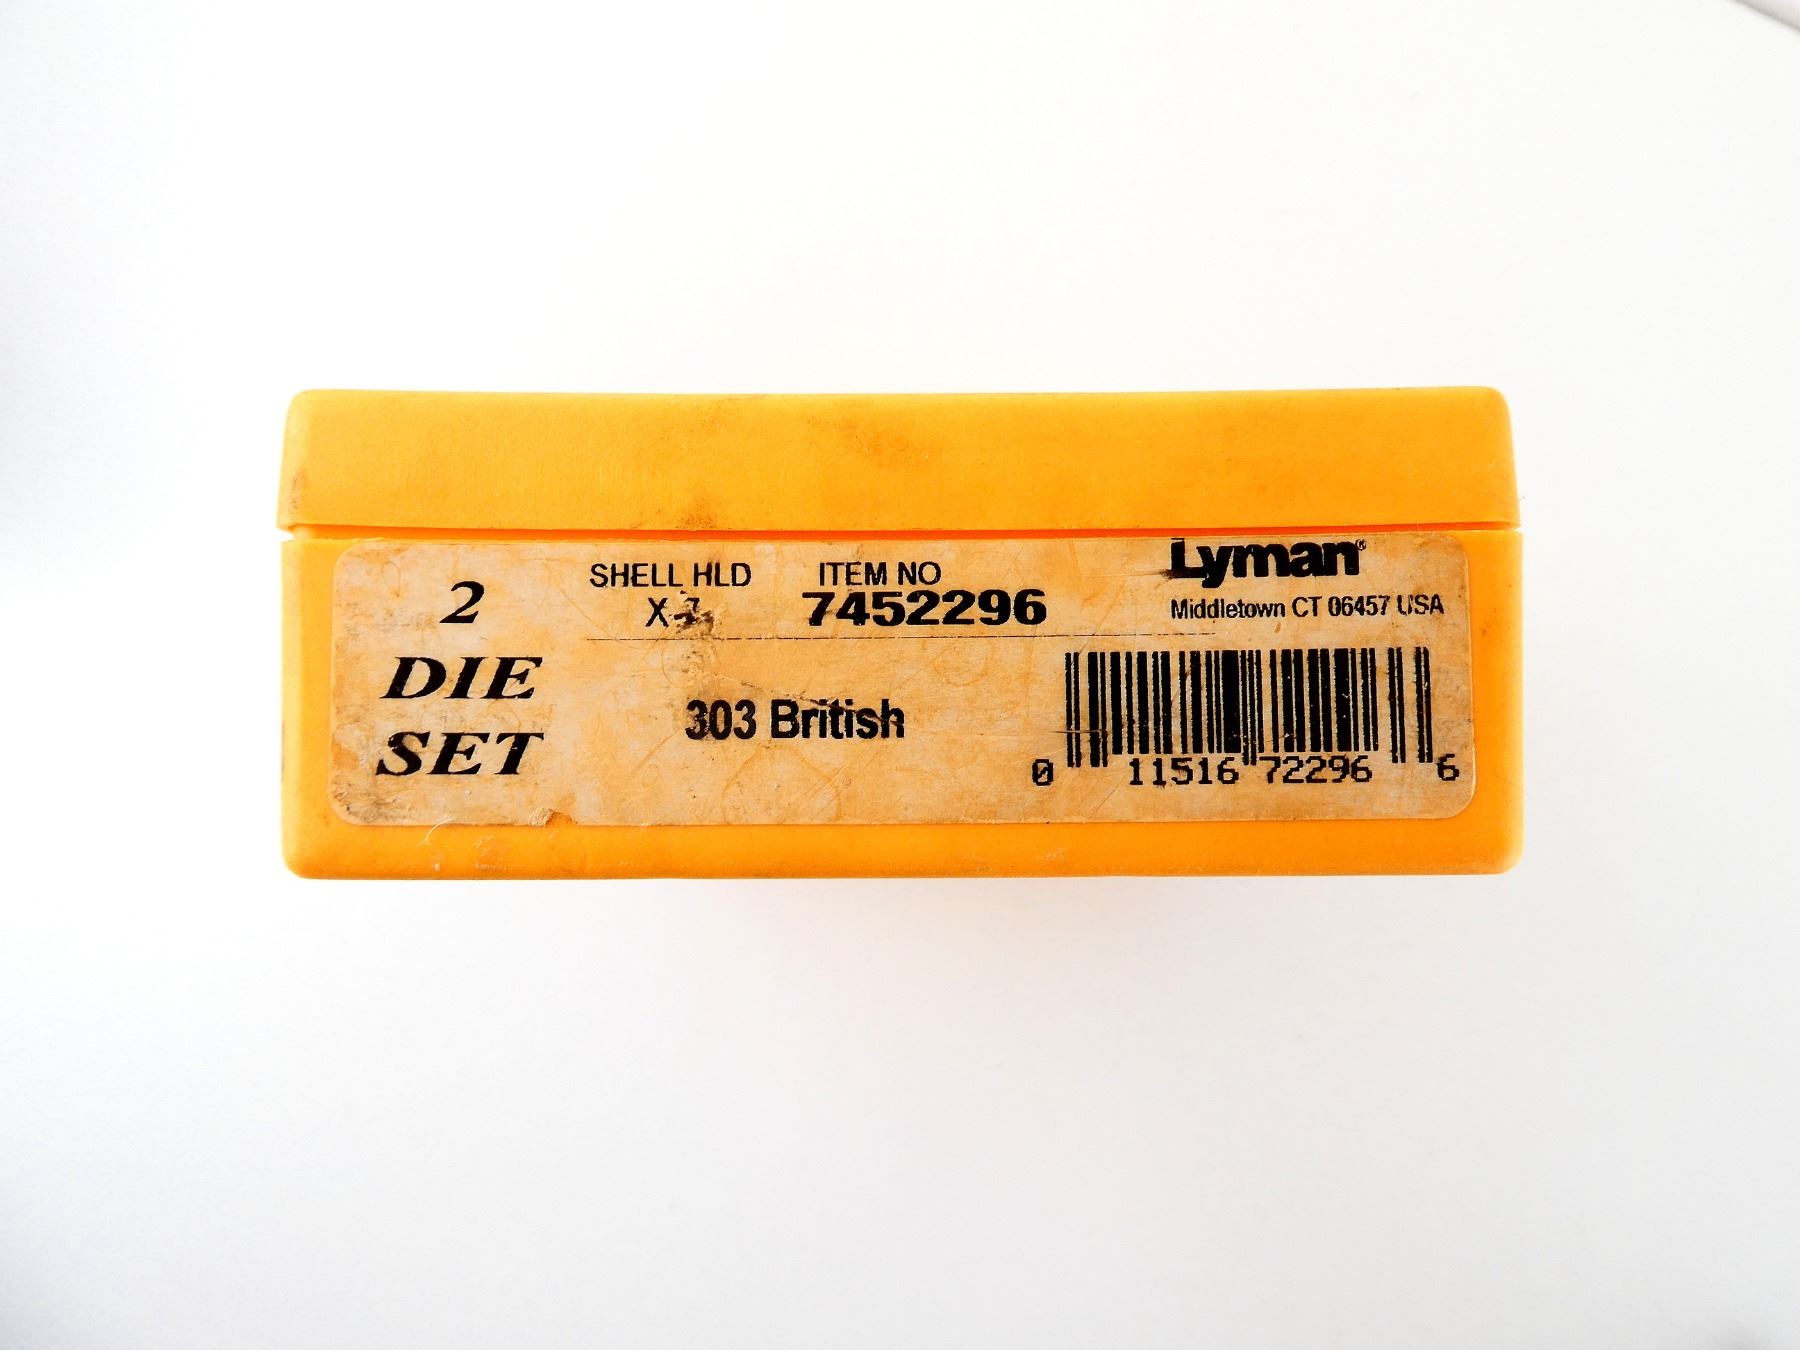 2
DIE
SET
SHELL HLD
X-
ITEM NO
7452296
Lyman®
Middletown CT 06457 USA
303 British
0 11516 72296 6